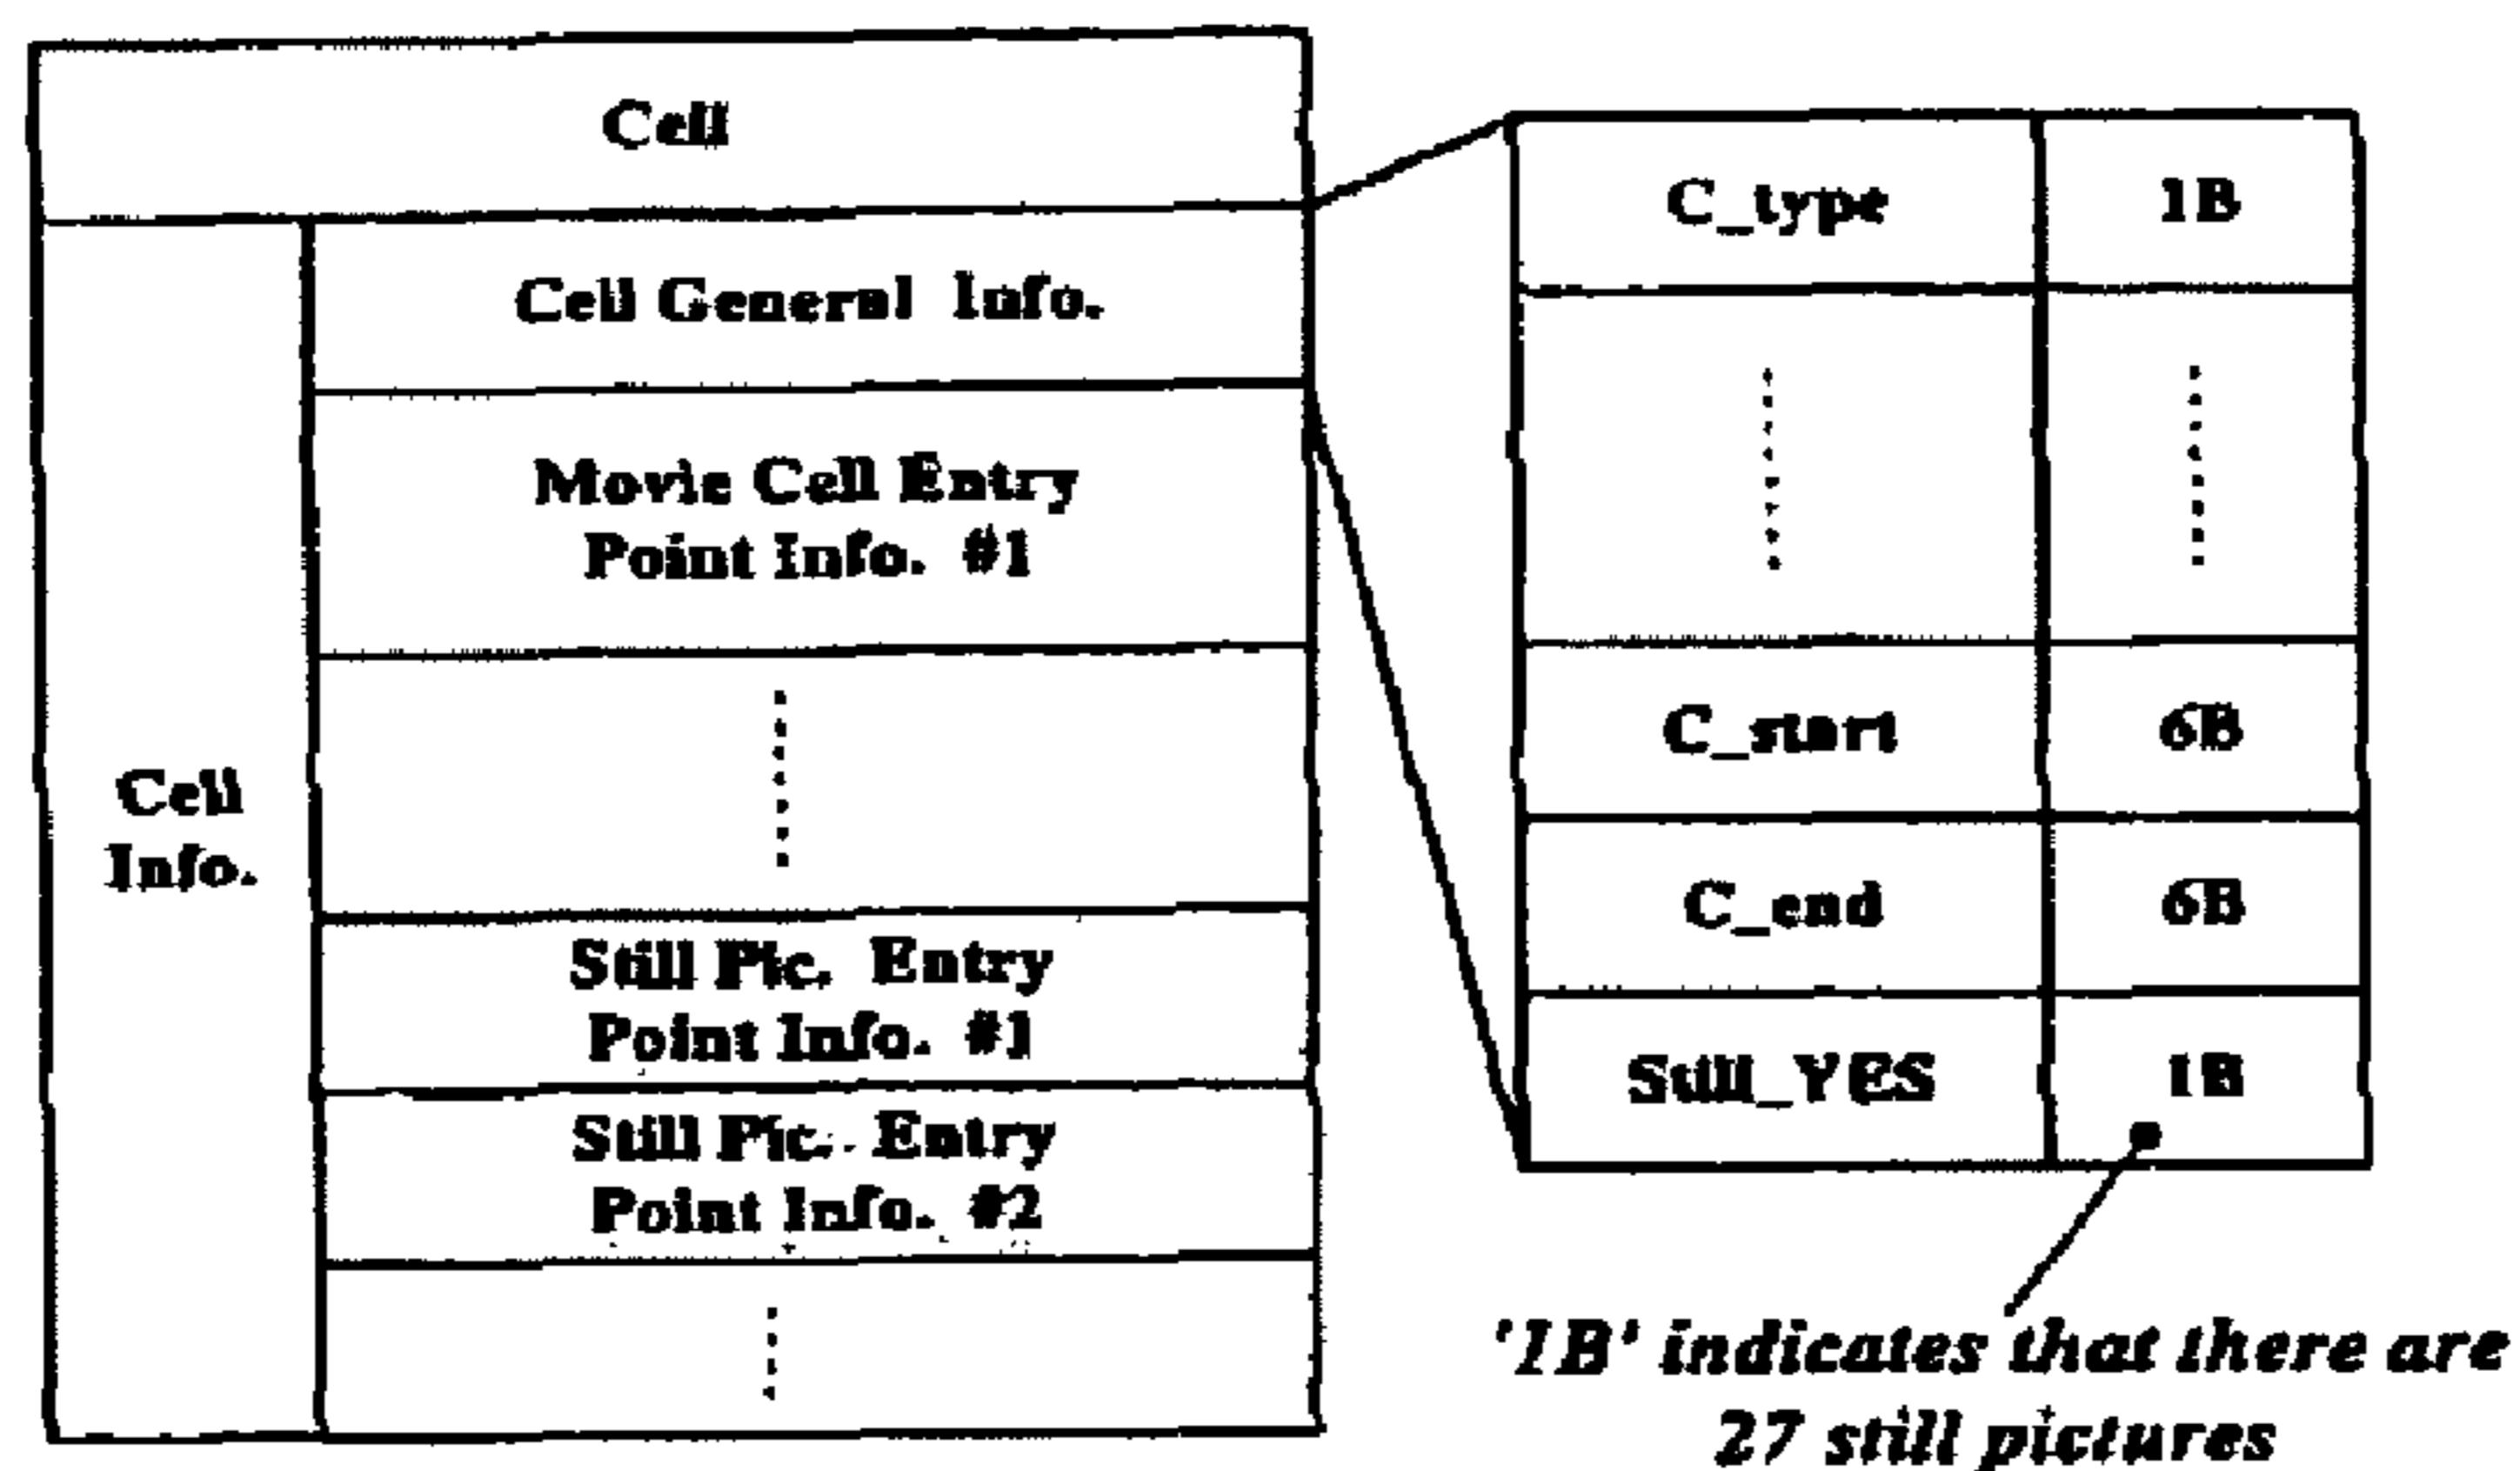 Cell
Cell
Info.
Cell General Info.
Movie Cell Entry
Point Info. #1
Still Pic. Entry
Point Info. #1
Still Pic. Entry
Point Info. #2
C_type 1B
C_start 6B
C_end 6B
Still_YES 1B
'1B' indicates that there are
27 still pictures